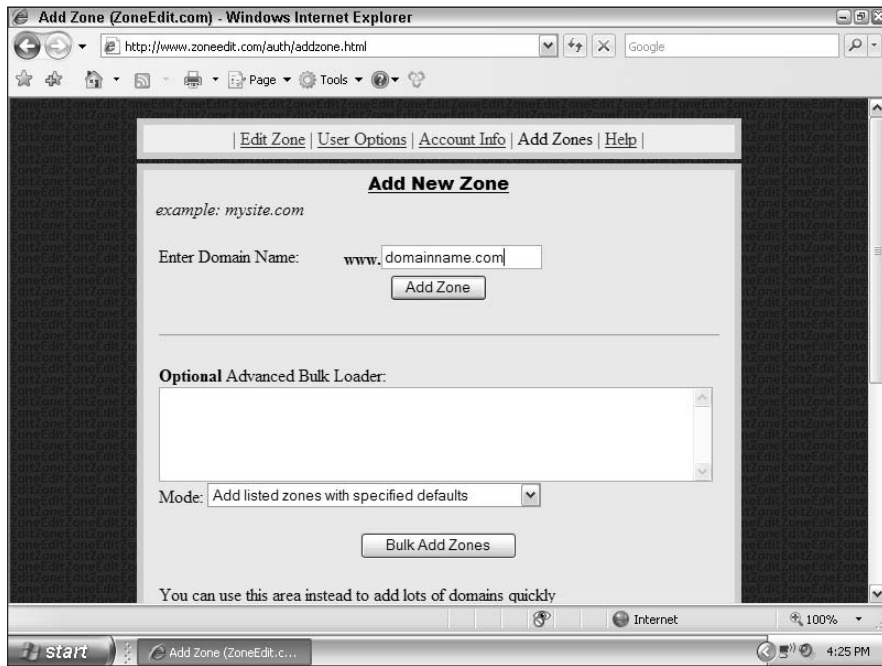 Add Zone (ZoneEdit.com) - Windows Internet Explorer
http://www.zoneedit.com/auth/addzone.html
Google
Page
Tools
| Edit Zone | User Options | Account Info | Add Zones | Help |
Add New Zone
example: mysite.com
Enter Domain Name: www. domainname.com
Add Zone
Optional Advanced Bulk Loader:
Mode: Add listed zones with specified defaults
Bulk Add Zones
You can use this area instead to add lots of domains quickly
Internet
100%
start
Add Zone (ZoneEdit.c...
4:25 PM